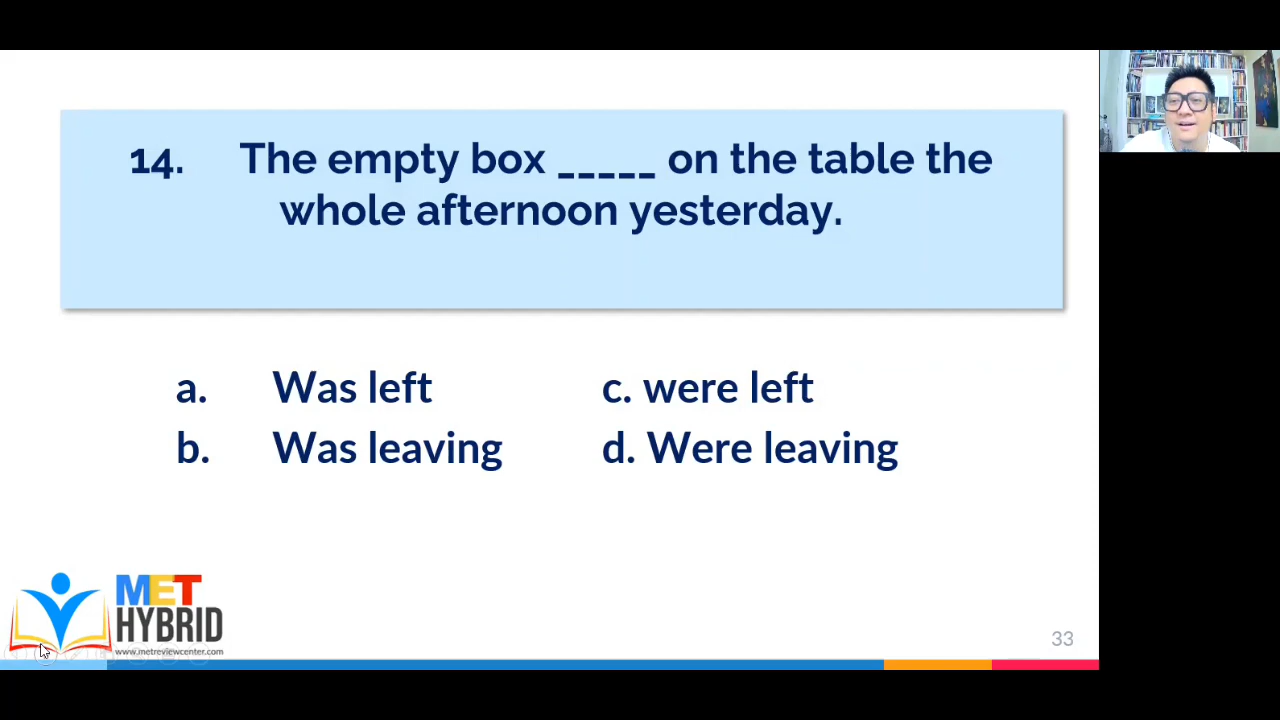 14. The empty box _____ on the table the
whole afternoon yesterday.
a. Was left
c. were left
b. Was leaving
d. Were leaving
MET
HYBRID
www.metreviewcenter.com
33